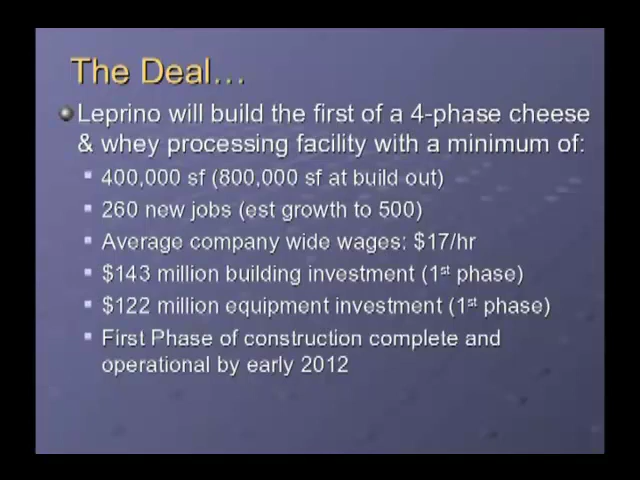 The Deal…
Leprino will build the first of a 4-phase cheese
& whey processing facility with a minimum of:
400,000 sf (800,000 sf at build out)
260 new jobs (est growth to 500)
Average company wide wages: $17/hr
$143 million building investment (1st phase)
$122 million equipment investment (1st phase)
First Phase of construction complete and
operational by early 2012